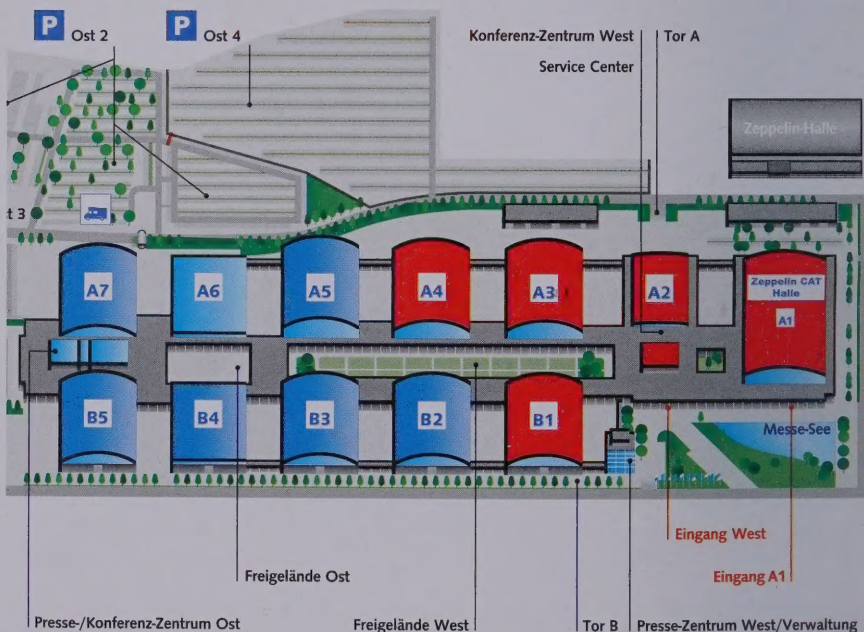 P Ost 2
P Ost 4
Konferenz-Zentrum West
Tor A
Service Center
Zeppelin-Halle
t 3
A7
A6
A5
A4
A3
A2
Zeppelin CAT
Halle
A1
B5
B4
B3
B2
B1
Messe-See
Eingang West
Freigelände Ost
Eingang A1
Presse-/Konferenz-Zentrum Ost
Freigelände West
Tor B
Presse-Zentrum West/Verwaltung